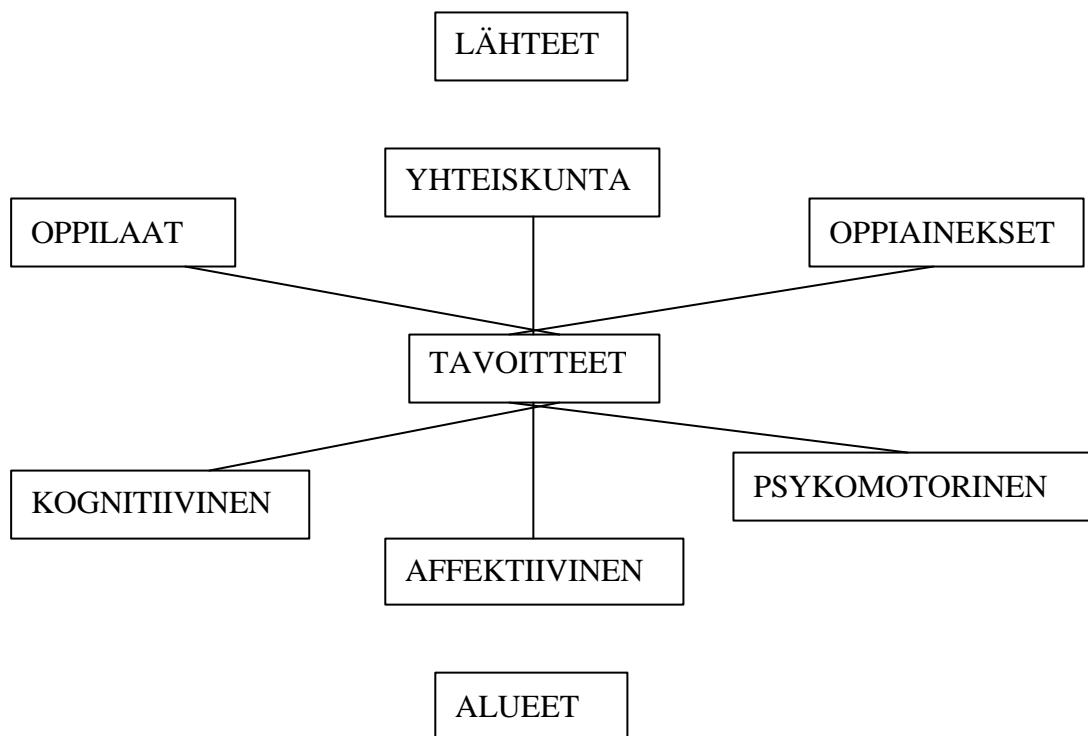 LÄHTEET
YHTEISKUNTA
OPPILAAT
OPPIAINEKSET
TAVOITTEET
KOGNITIIVINEN
PSYKOMOTORINEN
AFFEKTIIVINEN
ALUEET